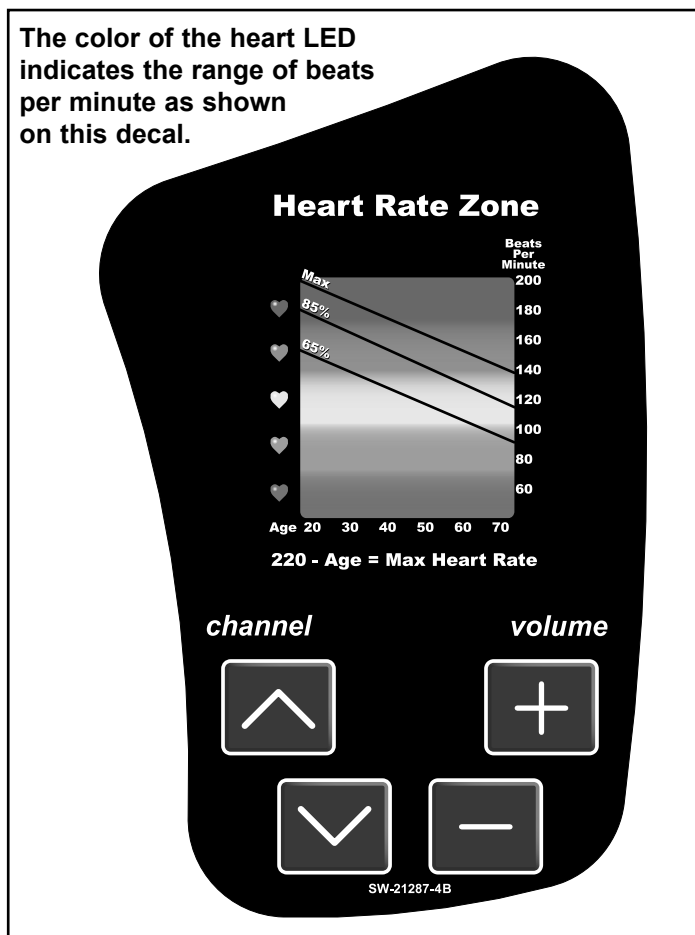 The color of the heart LED
indicates the range of beats
per minute as shown
on this decal.
Heart Rate Zone
Beats
Per
Minute
Max
85%
65%
200
180
160
140
120
100
80
60
Age 20 30 40 50 60 70
220 - Age = Max Heart Rate
channel
volume
SW-21287-4B